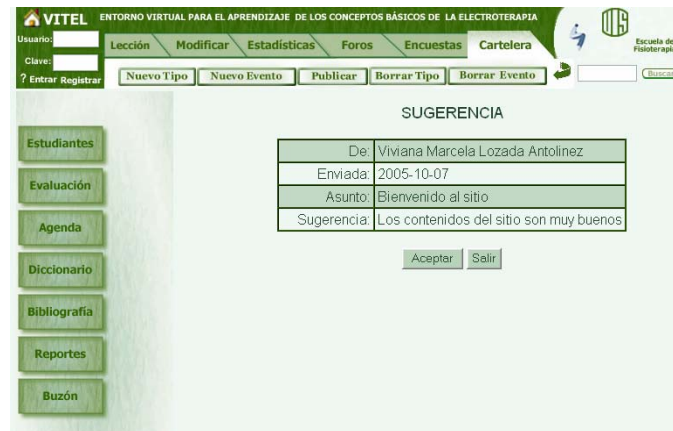 VITEL ENTORNO VIRTUAL PARA EL APRENDIZAJE DE LOS CONCEPTOS BÁSICOS DE LA ELECTROTERAPIA
Usuario:
Lección Modificar Estadísticas Foros Encuestas Cartelera
Escuela de
Fisioterapia
Clave:
? Entrar Registrar
Nuevo Tipo Nuevo Evento Publicar Borrar Tipo Borrar Evento
Buscar
SUGERENCIA
Estudiantes
Evaluación
Agenda
Diccionario
Bibliografía
Reportes
Buzón
De: Viviana Marcela Lozada Antolinez
Enviada: 2005-10-07
Asunto: Bienvenido al sitio
Sugerencia: Los contenidos del sitio son muy buenos
Aceptar Salir